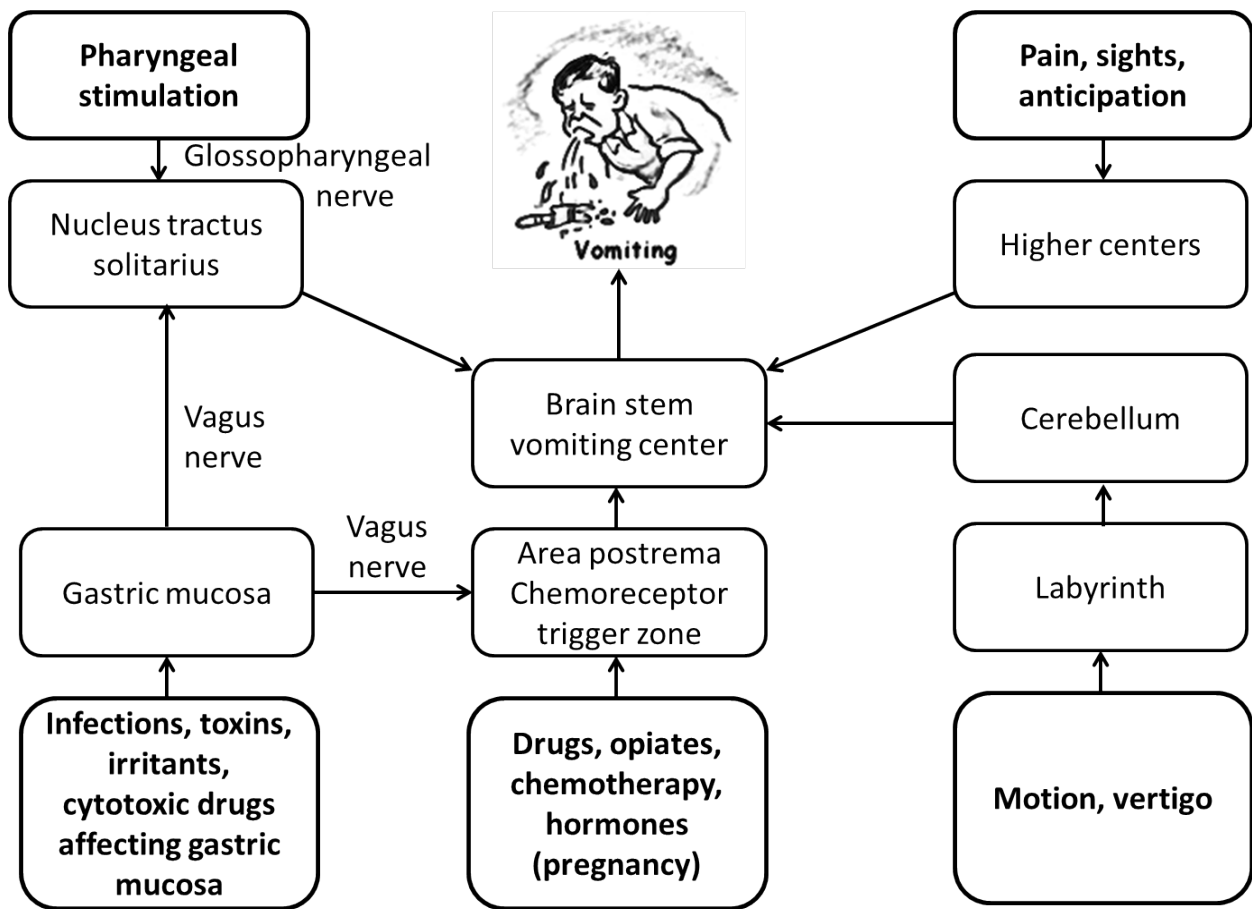 Pharyngeal
stimulation
Glossopharyngeal
nerve
Nucleus tractus
solitarius
Vagus
nerve
Gastric mucosa
Vagus
nerve
Infections, toxins,
irritants,
cytotoxic drugs
affecting gastric
mucosa
Vomiting
Brain stem
vomiting center
Area postrema
Chemoreceptor
trigger zone
Drugs, opiates,
chemotherapy,
hormones
(pregnancy)
Pain, sights,
anticipation
Higher centers
Cerebellum
Labyrinth
Motion, vertigo